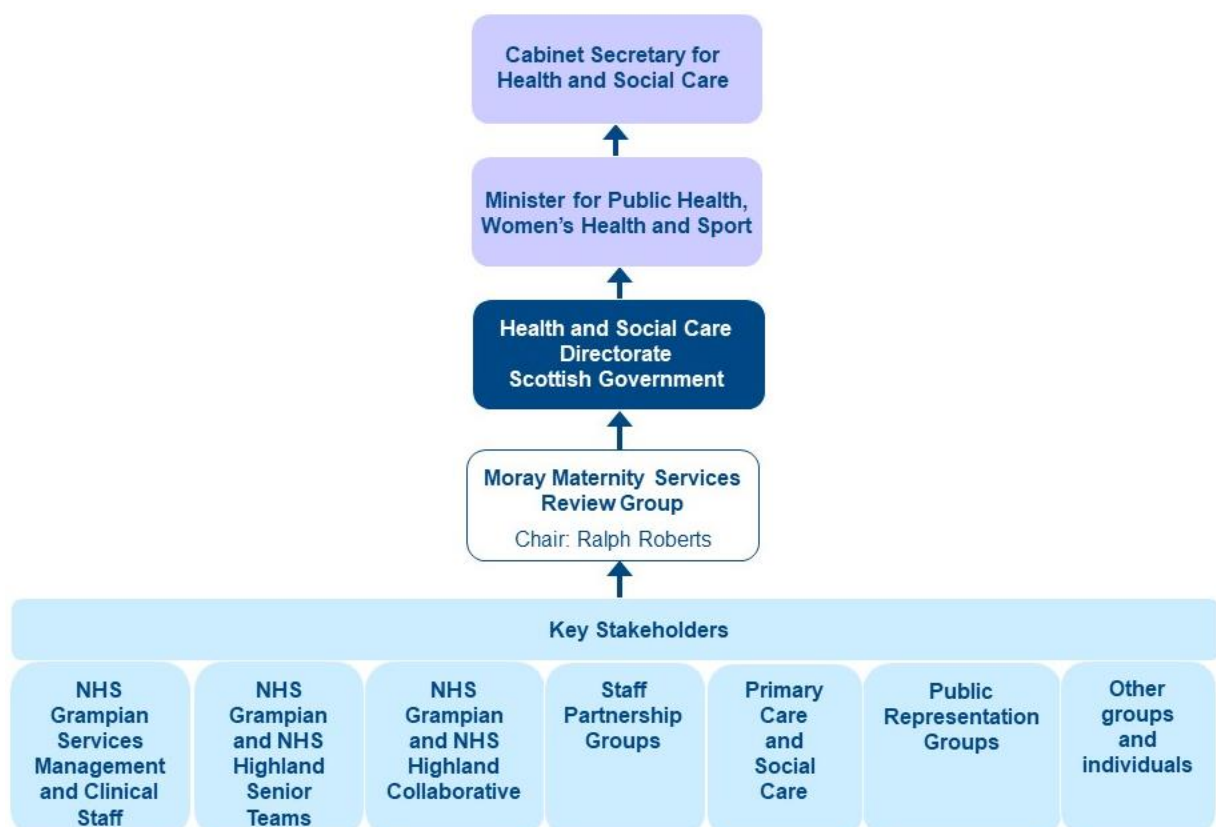 Cabinet Secretary for
Health and Social Care
Minister for Public Health,
Women's Health and Sport
Health and Social Care
Directorate
Scottish Government
Moray Maternity Services
Review Group
Chair: Ralph Roberts
Key Stakeholders
NHS
Grampian
Services
Management
and Clinical
Staff
NHS
Grampian
and NHS
Highland
Senior
Teams
NHS
Grampian
and NHS
Highland
Collaborative
Staff
Partnership
Groups
Primary
Care
and
Social
Care
Public
Representation
Groups
Other
groups
and
individuals